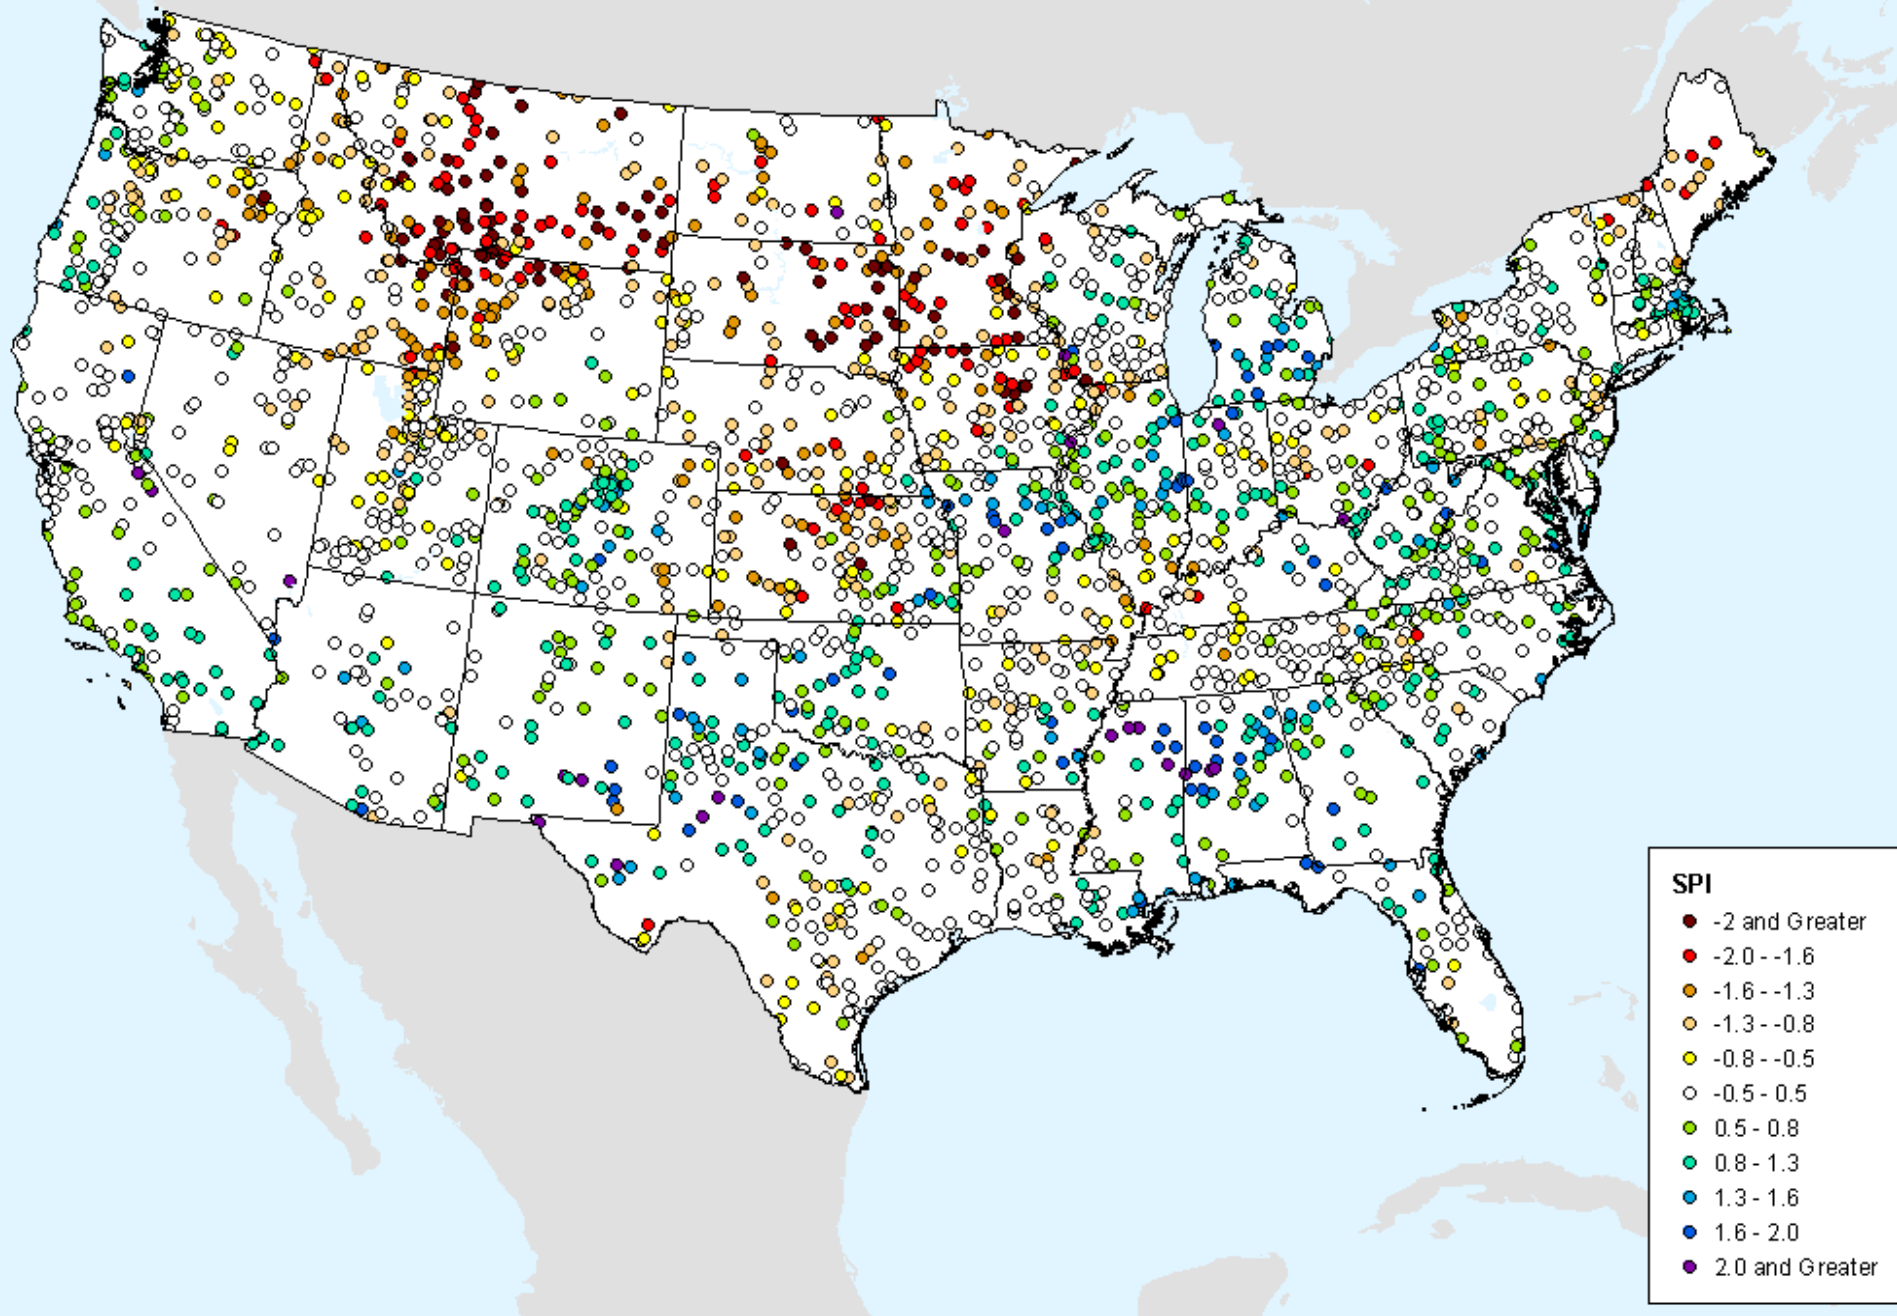 SPI
-2 and Greater
-2.0 - -1.6
-1.6 - -1.3
-1.3 - -0.8
-0.8 - -0.5
-0.5 - 0.5
0.5 - 0.8
0.8 - 1.3
1.3 - 1.6
1.6 - 2.0
2.0 and Greater